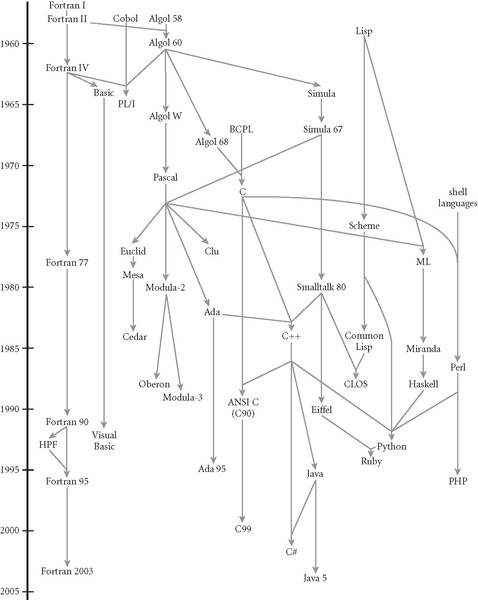 Fortran I
Fortran II
Cobol
Algol 58
Lisp
1960
Algol 60
Fortran IV
Basic
PL/I
Simula
1965
Algol W
Simula 67
BCPL
Algol 68
1970
Pascal
C
shell
languages
1975
Scheme
Euclid
Clu
ML
Fortran 77
Mesa
Modula-2
Smalltalk 80
1980
Ada
Cedar
C++
Common
Lisp
Miranda
1985
Oberon
Modula-3
CLOS
Haskell
Perl
ANSI C
(C90)
Eiffel
1990
Fortran 90
HPF
Visual
Basic
Python
Ruby
1995
Ada 95
Java
Fortran 95
PHP
2000
C99
C#
Fortran 2003
Java 5
2005